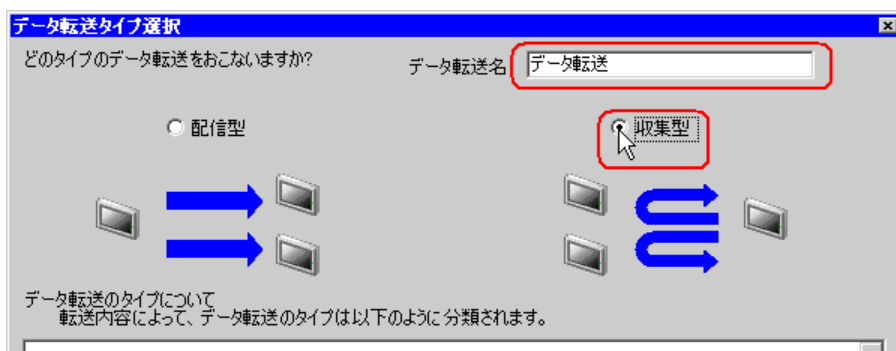 データ転送タイプ選択
どのタイプのデータ転送をおこないますか?
データ転送名 データ転送
配信型
収集型
データ転送のタイプについて
転送内容によって、データ転送のタイプは以下のように分類されます。